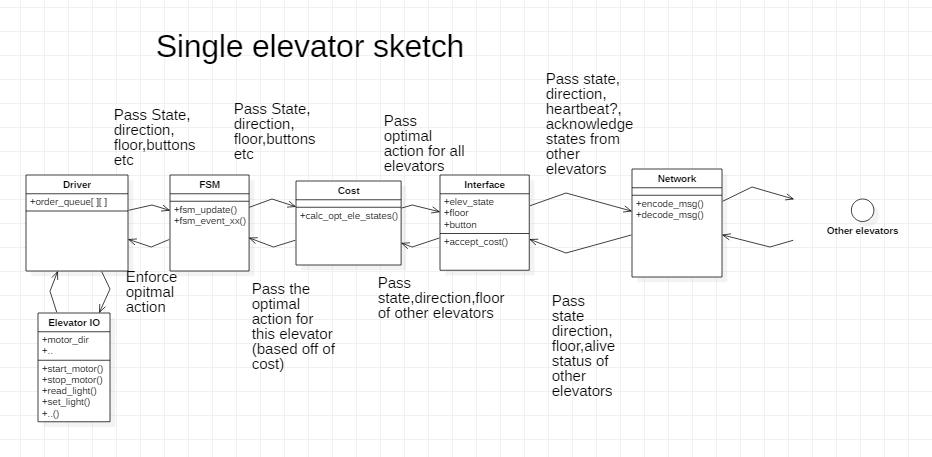 Single elevator sketch
Pass State,
direction,
floor,buttons
etc
Pass State,
direction,
floor,buttons
etc
Pass
optimal
action for all
elevators
Pass state,
direction,
heartbeat?,
acknowledge
states from
other
elevators
Driver
+order_queue[ ][ ]
FSM
+fsm_update()
+fsm_event_xx()
Cost
+calc_opt_ele_states()
Interface
+elev_state
+floor
+button
+accept_cost()
Network
+encode_msg()
+decode_msg()
Other elevators
Enforce
opitmal
action
Pass the
optimal
action for
this elevator
(based off of
cost)
Pass
state,direction,floor
of other elevators
Pass
state
direction,
floor,alive
status of
other
elevators
Elevator IO
+motor_dir
+..
+start_motor()
+stop_motor()
+read_light()
+set_light()
+..()